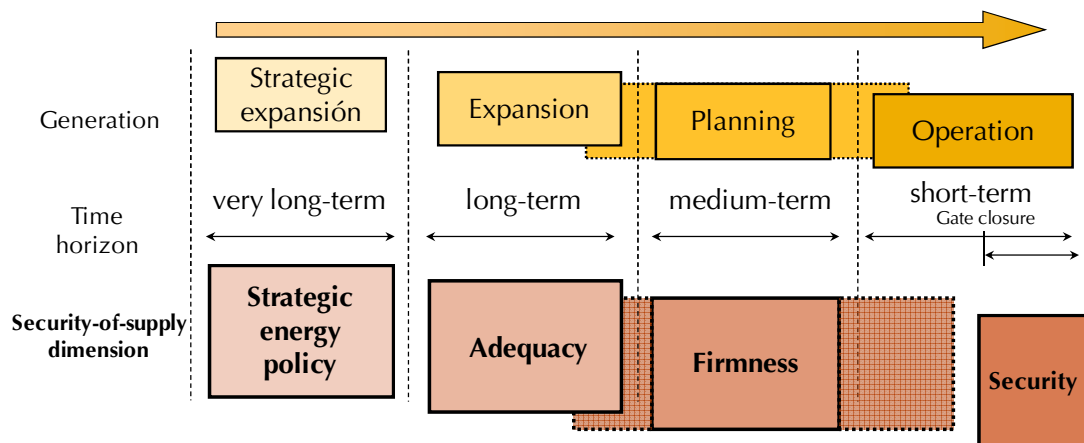 Generation
Strategic
expansión
Expansion
Planning
Operation
Time
horizon
very long-term
long-term
medium-term
short-term
Gate closure
Security-of-supply
dimension
Strategic
energy
policy
Adequacy
Firmness
Security